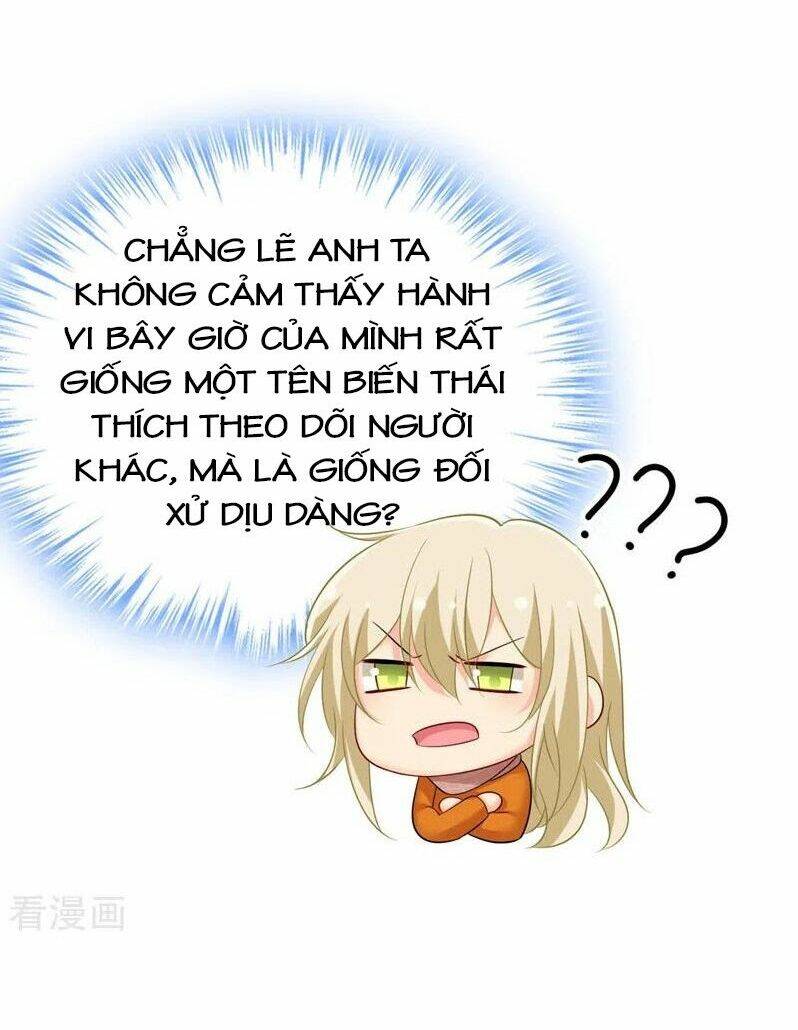 CHẲNG LẼ ANH TA
KHÔNG CẢM THẤY HÀNH
VI BÂY GIỜ CỦA MÌNH RẤT
GIỐNG MỘT TÊN BIẾN THÁI
THÍCH THEO DÕI NGƯỜI
KHÁC, MÀ LÀ GIỐNG ĐỐI
XỬ DỊU DÀNG?
???
看漫画